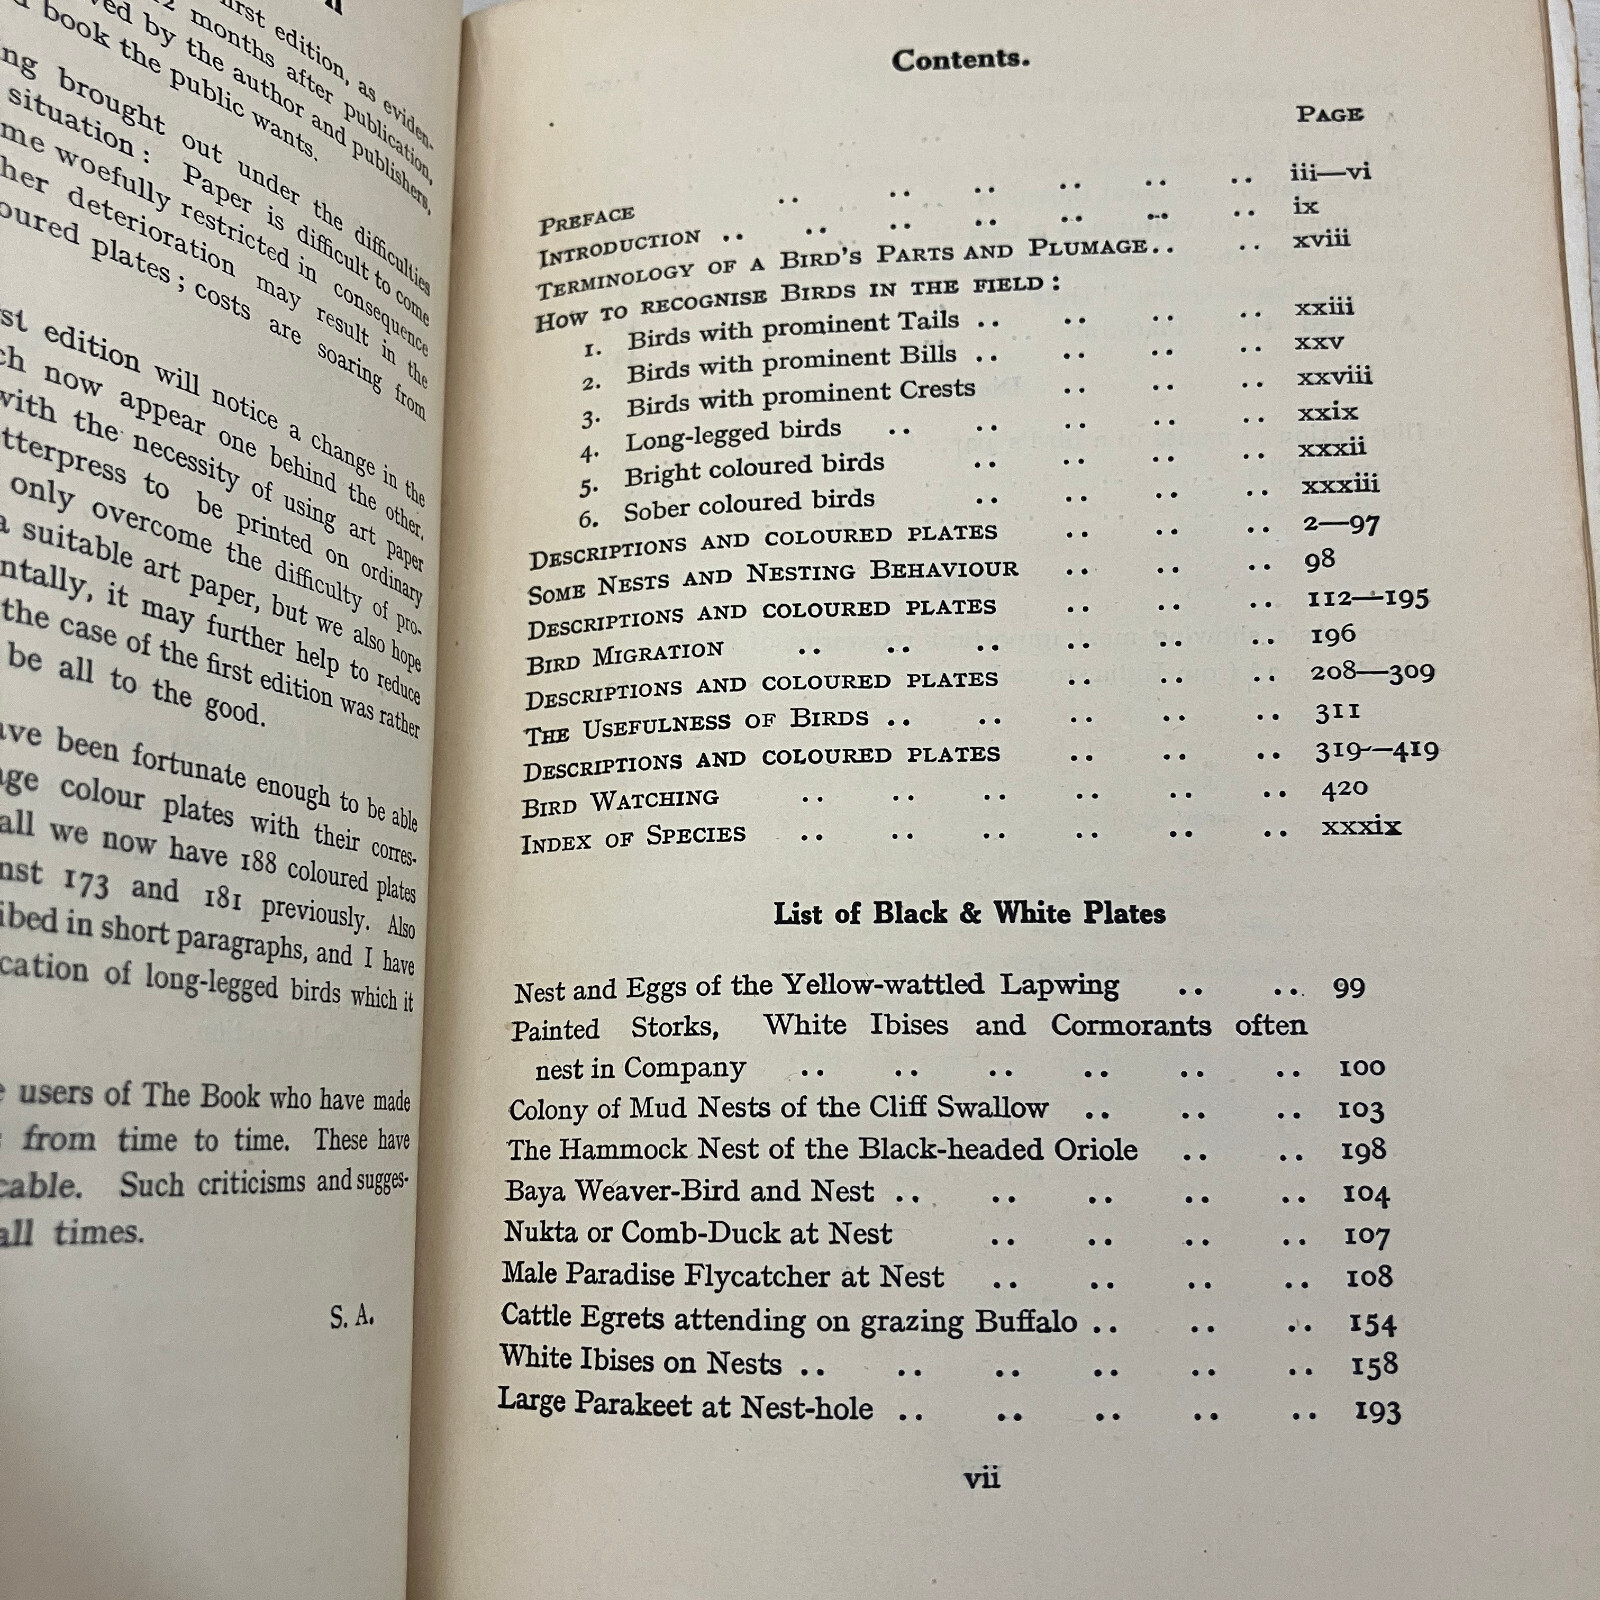 first edition, as eviden-
months after publication,
by the author and publishers,
book the public wants.
brought out under the difficulties
situation: Paper is difficult to come
me woefully restricted in consequence
deterioration may result in the
plates; costs are soaring from
edition will notice a change in the
now appear one behind the other.
with the necessity of using art paper
to be printed on ordinary
only overcome the difficulty of pro-
a suitable art paper, but we also hope
it may further help to reduce
the case of the first edition was rather
be all to the good.
been fortunate enough to be able
colour plates with their corres-
all we now have 188 coloured plates
173 and 181 previously. Also
in short paragraphs, and I have
of long-legged birds which it
users of The Book who have made
from time to time. These have
Such criticisms and sugges-
all times.
S. A.
Contents.
PAGE
PREFACE .. .. .. .. .. .. iii—vi
INTRODUCTION .. .. .. .. .. .. .. ix
TERMINOLOGY OF A BIRD'S PARTS AND PLUMAGE.. .. xviii
HOW TO RECOGNISE BIRDS IN THE FIELD:
1. Birds with prominent Tails .. .. .. .. xxiii
2. Birds with prominent Bills .. .. .. .. xxv
3. Birds with prominent Crests .. .. .. xxviii
4. Long-legged birds .. .. .. .. .. xxix
5. Bright coloured birds .. .. .. .. xxxii
6. Sober coloured birds .. .. .. .. xxxiii
DESCRIPTIONS AND COLOURED PLATES .. .. .. 2—97
SOME NESTS AND NESTING BEHAVIOUR .. .. .. 98
DESCRIPTIONS AND COLOURED PLATES .. .. .. 112—195
BIRD MIGRATION .. .. .. .. .. .. 196
DESCRIPTIONS AND COLOURED PLATES .. .. .. 208—309
THE USEFULNESS OF BIRDS .. .. .. .. .. 311
DESCRIPTIONS AND COLOURED PLATES .. .. .. 319—419
BIRD WATCHING .. .. .. .. .. .. 420
INDEX OF SPECIES .. .. .. .. .. .. xxxix
List of Black & White Plates
Nest and Eggs of the Yellow-wattled Lapwing .. .. 99
Painted Storks, White Ibises and Cormorants often
nest in Company .. .. .. .. .. .. 100
Colony of Mud Nests of the Cliff Swallow .. .. .. 103
The Hammock Nest of the Black-headed Oriole .. .. 198
Baya Weaver-Bird and Nest .. .. .. .. .. 104
Nukta or Comb-Duck at Nest .. .. .. .. 107
Male Paradise Flycatcher at Nest .. .. .. .. 108
Cattle Egrets attending on grazing Buffalo .. .. .. 154
White Ibises on Nests .. .. .. .. .. .. 158
Large Parakeet at Nest-hole .. .. .. .. .. 193
vii